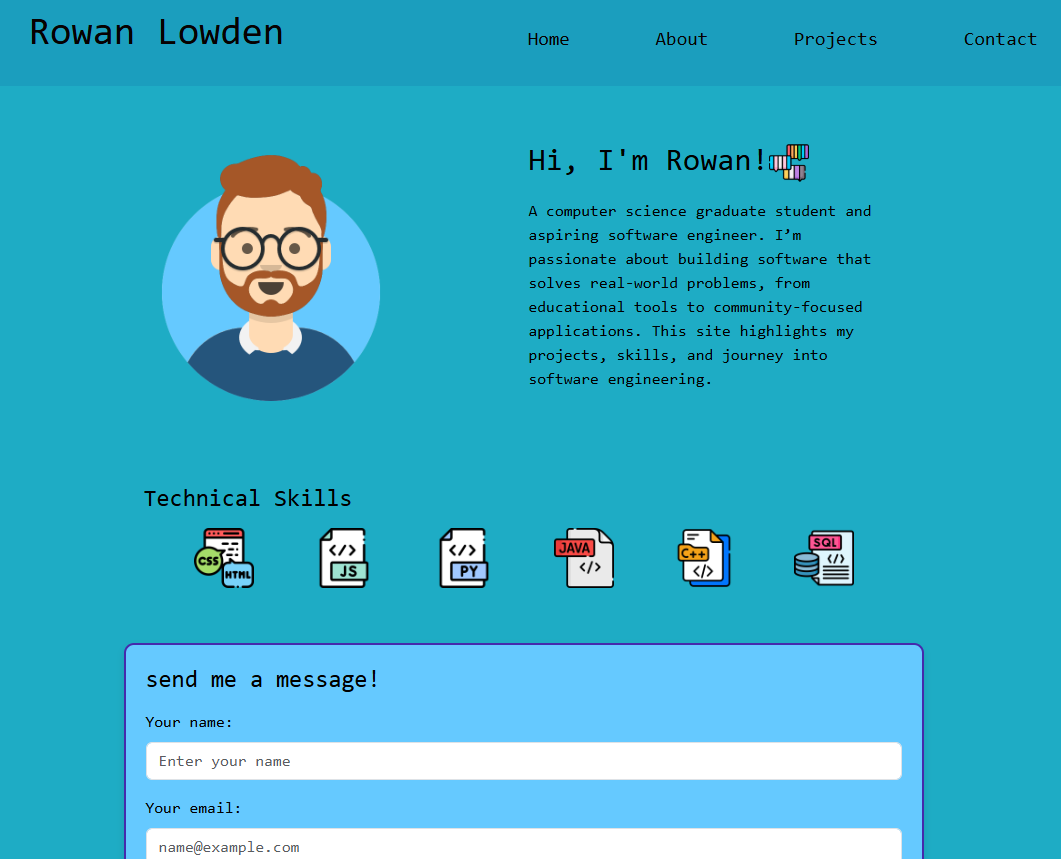 Rowan Lowden
Home About Projects Contact
Hi, I'm Rowan!
A computer science graduate student and
aspiring software engineer. I’m
passionate about building software that
solves real-world problems, from
educational tools to community-focused
applications. This site highlights my
projects, skills, and journey into
software engineering.
Technical Skills
CSS HTML
</> JS
</> PY
JAVA </>
C++ </>
SQL </>
send me a message!
Your name:
Enter your name
Your email:
name@example.com